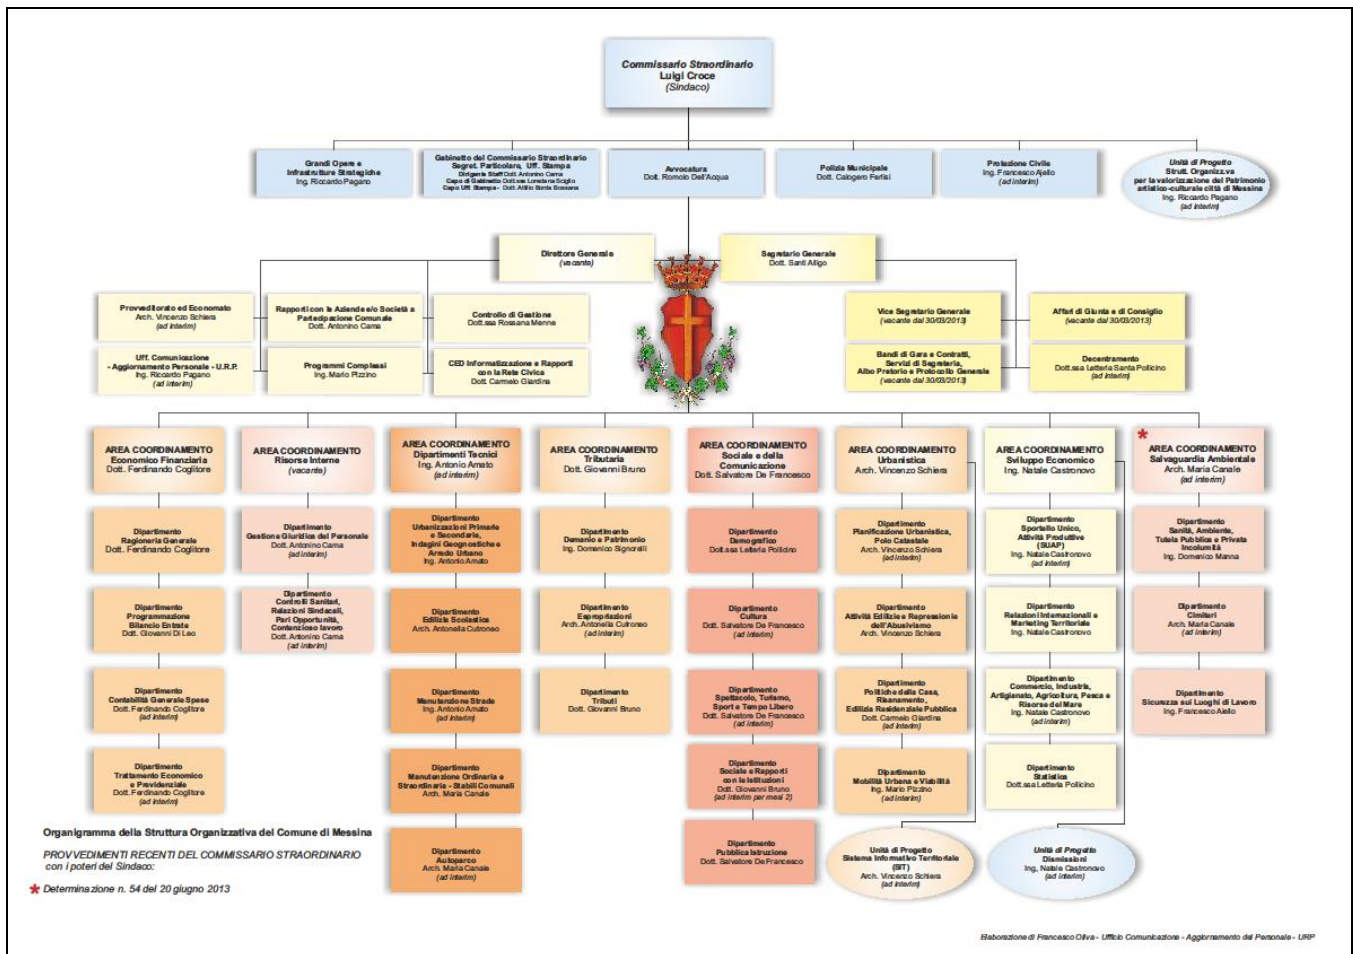 Commissario Straordinario
Luigi Croce
(Sindaco)
Grandi Opere e
Infrastrutture Strategiche
Ing. Riccardo Pagano
Gabinetto del Commissario Straordinario
Segret. Particolare, Uff. Stampa
Dirigente Staff Dott. Antonino Cama
Capo di Gabinetto Dott.ssa Loredana Sciglio
Capo Uff. Stampa - Dott. Attilio Borda Bossana
Avvocatura
Dott. Romolo Dell'Acqua
Polizia Municipale
Dott. Calogero Ferlisi
Protezione Civile
Ing. Francesco Ajello
(ad interim)
Unità di Progetto
Strutt. Organizz.va
per la valorizzazione del Patrimonio
artistico-culturale città di Messina
Ing. Riccardo Pagano
(ad interim)
Direttore Generale
(vacante)
Segretario Generale
Dott. Santi Alligo
Provveditorato ed Economato
Arch. Vincenzo Schiera
(ad interim)
Rapporti con le Aziende e/o Società a
Partecipazione Comunale
Dott. Antonino Cama
Controllo di Gestione
Dott.ssa Rossana Menne
Vice Segretario Generale
(vacante dal 30/03/2013)
Affari di Giunta e di Consiglio
(vacante dal 30/03/2013)
Uff. Comunicazione
- Aggiornamento Personale - U.R.P.
Ing. Riccardo Pagano
(ad interim)
Programmi Complessi
Ing. Mario Pizzino
CED Informatizzazione e Rapporti
con la Rete Civica
Dott. Carmelo Giardina
Bandi di Gara e Contratti,
Servizi di Segreteria,
Albo Pretorio e Protocollo Generale
(vacante dal 30/03/2013)
Decentramento
Dott.ssa Letteria Santa Pollicino
(ad interim)
AREA COORDINAMENTO
Economico Finanziaria
Dott. Ferdinando Coglitore
AREA COORDINAMENTO
Risorse Interne
(vacante)
AREA COORDINAMENTO
Dipartimenti Tecnici
Ing. Antonio Amato
(ad interim)
AREA COORDINAMENTO
Tributaria
Dott. Giovanni Bruno
AREA COORDINAMENTO
Sociale e della
Comunicazione
Dott. Salvatore De Francesco
AREA COORDINAMENTO
Urbanistica
Arch. Vincenzo Schiera
AREA COORDINAMENTO
Sviluppo Economico
Ing. Natale Castronovo
* AREA COORDINAMENTO
Salvaguardia Ambientale
Arch. Maria Canale
(ad interim)
Dipartimento
Ragioneria Generale
Dott. Ferdinando Coglitore
Dipartimento
Gestione Giuridica del Personale
Dott. Antonino Cama
(ad interim)
Dipartimento
Urbanizzazioni Primarie
e Secondarie,
Indagini Geognostiche e
Arredo Urbano
Ing. Antonio Amato
Dipartimento
Demanio e Patrimonio
Ing. Domenico Signorelli
Dipartimento
Demografico
Dott.ssa Letteria Pollicino
Dipartimento
Pianificazione Urbanistica,
Polo Catastale
Arch. Vincenzo Schiera
(ad interim)
Dipartimento
Sportello Unico,
Attività Produttive
(SUAP)
Ing. Natale Castronovo
(ad interim)
Dipartimento
Sanità, Ambiente,
Tutela Pubblica e Privata
Incolumità
Ing. Domenico Manna
Dipartimento
Programmazione
Bilancio Entrate
Dott. Giovanni Di Leo
Dipartimento
Controlli Sanitari,
Relazioni Sindacali,
Pari Opportunità,
Contenzioso lavoro
Dott. Antonino Cama
(ad interim)
Dipartimento
Edilizia Scolastica
Arch. Antonella Cutroneo
Dipartimento
Espropriazioni
Arch. Antonella Cutroneo
(ad interim)
Dipartimento
Cultura
Dott. Salvatore De Francesco
(ad interim)
Dipartimento
Attività Edilizie e Repressione
dell'Abusivismo
Arch. Vincenzo Schiera
Dipartimento
Relazioni Internazionali e
Marketing Territoriale
Ing. Natale Castronovo
Dipartimento
Cimiteri
Arch. Maria Canale
(ad interim)
Dipartimento
Contabilità Generale Spese
Dott. Ferdinando Coglitore
(ad interim)
Dipartimento
Manutenzione Strade
Ing. Antonio Amato
(ad interim)
Dipartimento
Tributi
Dott. Giovanni Bruno
Dipartimento
Spettacolo, Turismo,
Sport e Tempo Libero
Dott. Salvatore De Francesco
(ad interim)
Dipartimento
Politiche della Casa,
Risanamento,
Edilizia Residenziale Pubblica
Dott. Carmelo Giardina
(ad interim)
Dipartimento
Commercio, Industria,
Artigianato, Agricoltura, Pesca e
Risorse del Mare
Ing. Natale Castronovo
(ad interim)
Dipartimento
Sicurezza sui Luoghi di Lavoro
Ing. Francesco Aiello
Dipartimento
Trattamento Economico
e Previdenziale
Dott. Ferdinando Coglitore
(ad interim)
Dipartimento
Manutenzione Ordinaria e
Straordinaria - Stabili Comunali
Arch. Maria Canale
Dipartimento
Sociale e Rapporti
con le Istituzioni
Dott. Giovanni Bruno
(ad interim per mesi 2)
Dipartimento
Mobilità Urbana e Viabilità
Ing. Mario Pizzino
(ad interim)
Dipartimento
Statistica
Dott.ssa Letteria Pollicino
Dipartimento
Autoparco
Arch. Maria Canale
(ad interim)
Dipartimento
Pubblica Istruzione
Dott. Salvatore De Francesco
Unità di Progetto
Sistema Informativo Territoriale
(SIT)
Arch. Vincenzo Schiera
(ad interim)
Unità di Progetto
Dismissioni
Ing, Natale Castronovo
(ad interim)
Organigramma della Struttura Organizzativa del Comune di Messina
PROVVEDIMENTI RECENTI DEL COMMISSARIO STRAORDINARIO
con i poteri del Sindaco:
* Determinazione n. 54 del 20 giugno 2013
Elaborazione di Francesco Oliva - Ufficio Comunicazione - Aggiornamento del Personale - URP